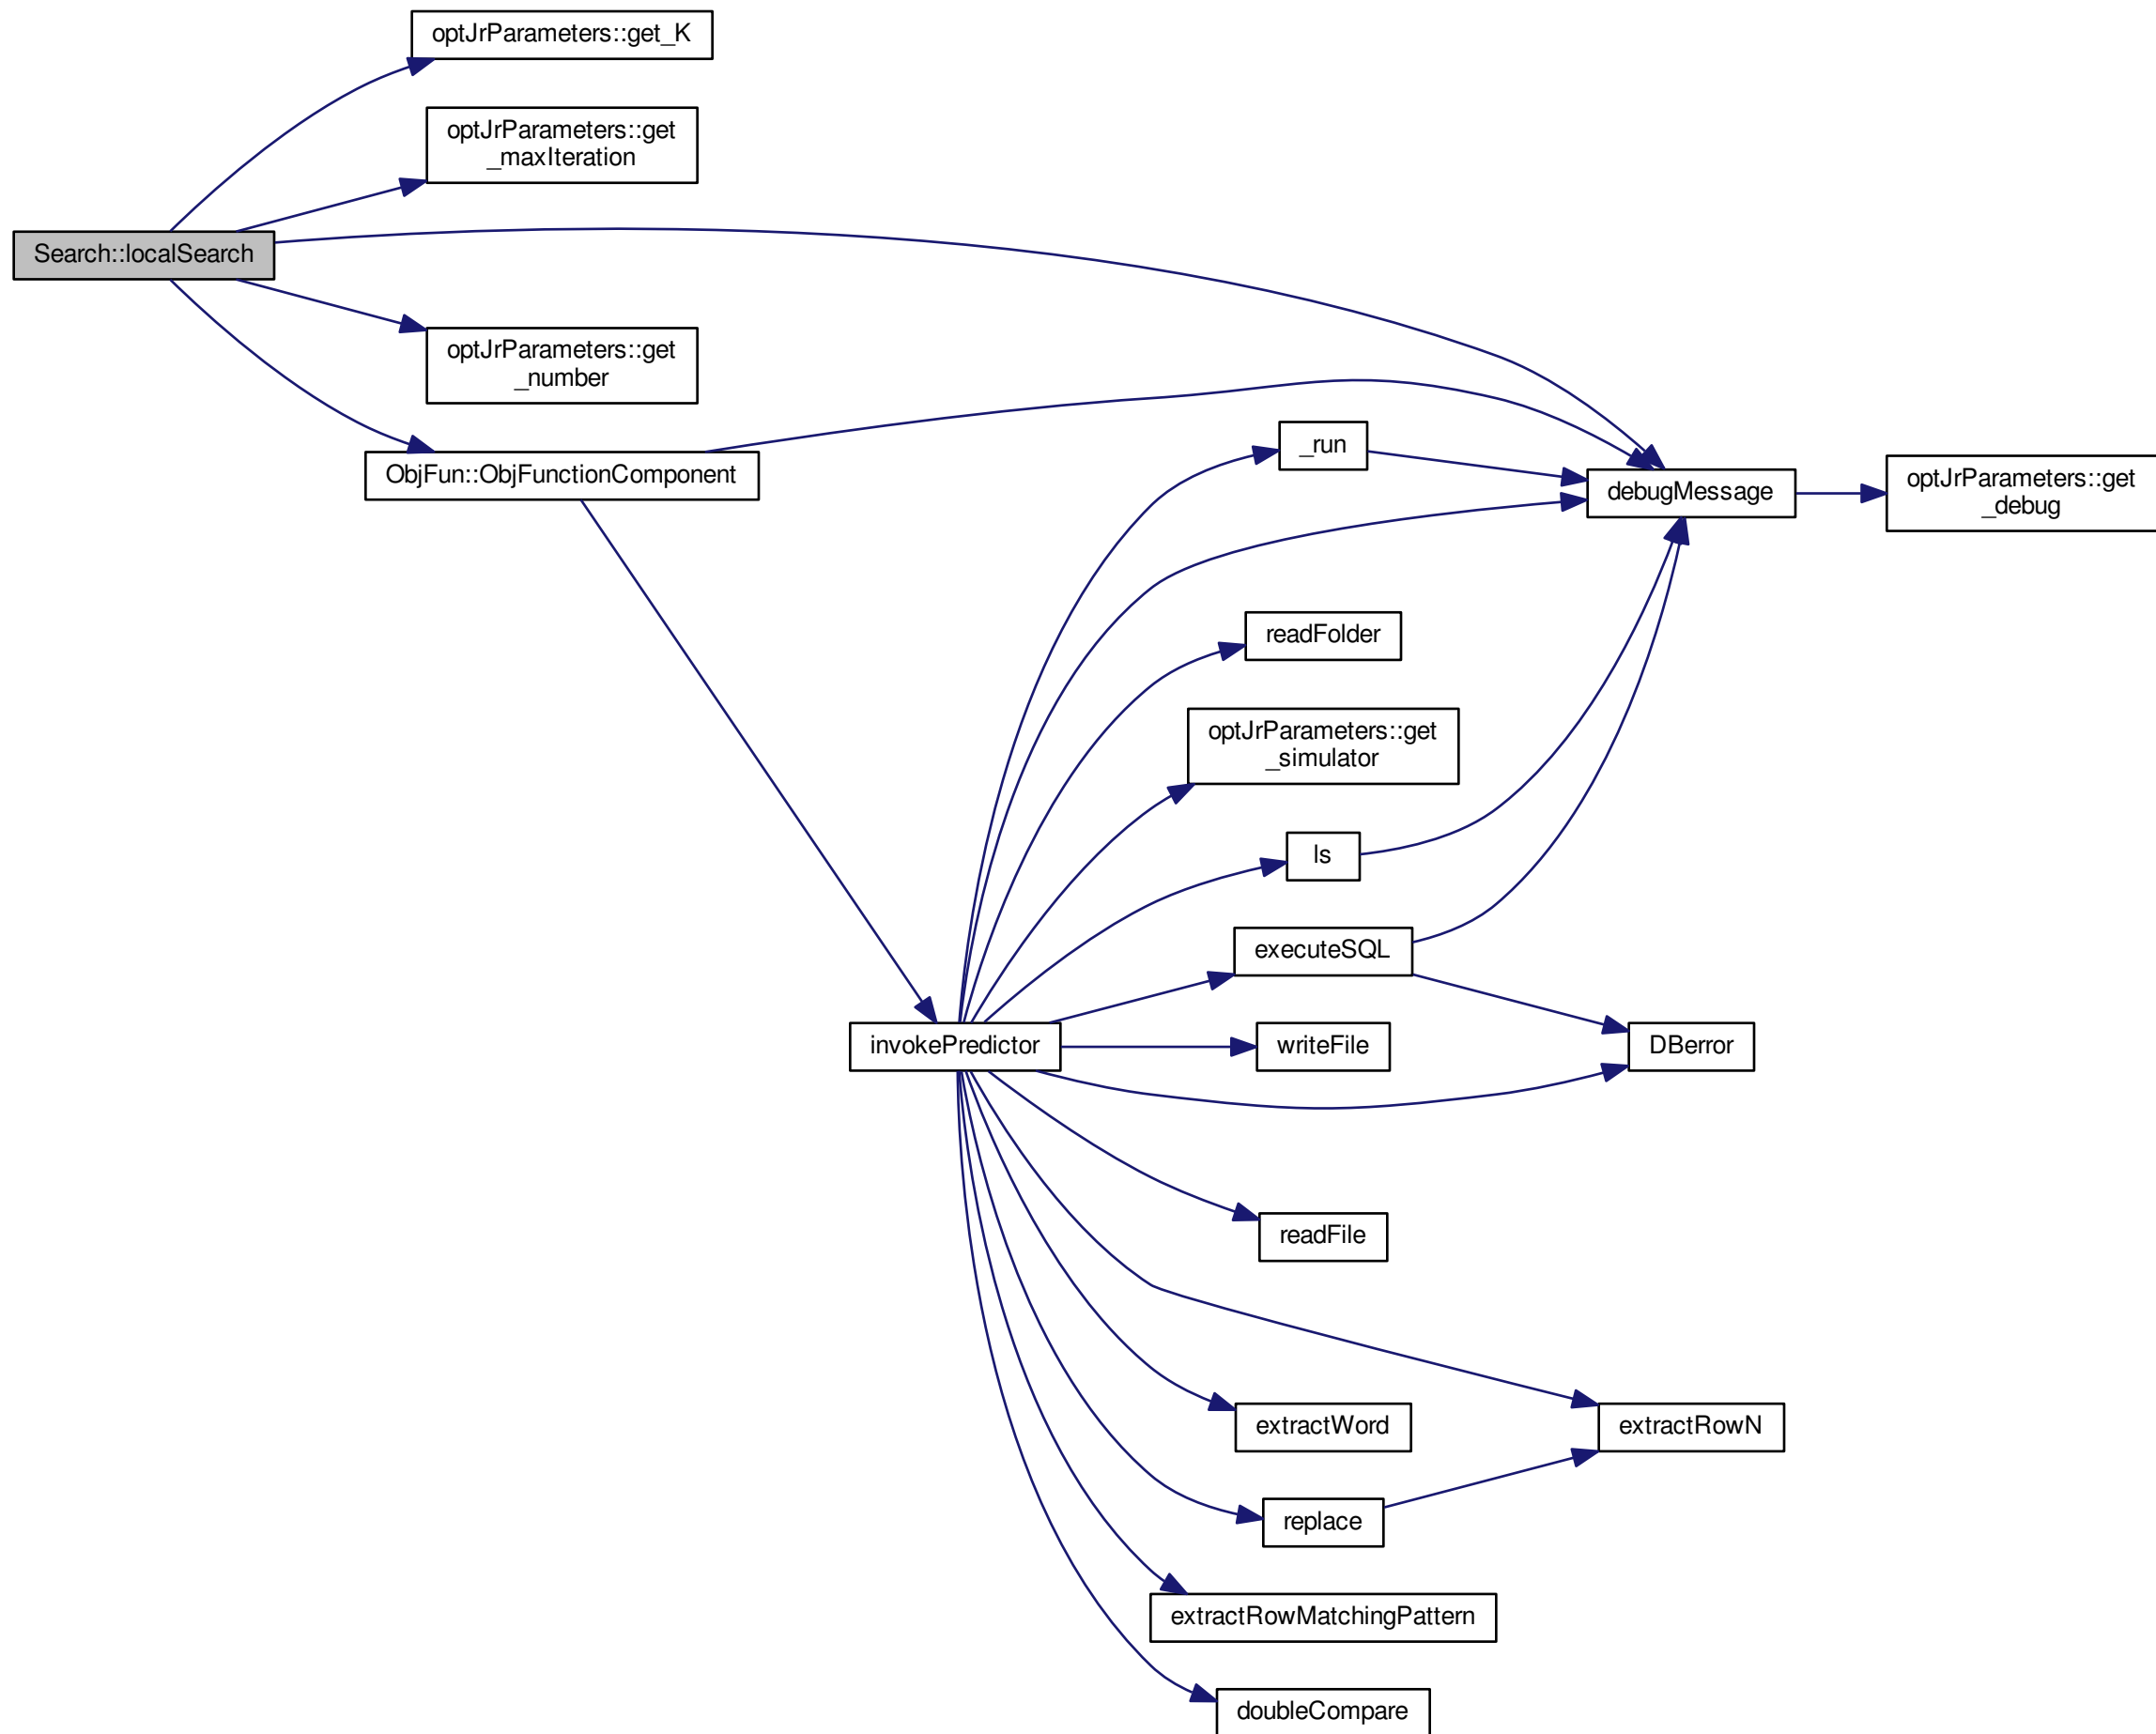 optJrParameters::get_K
optJrParameters::get
_maxIteration
Search::localSearch
optJrParameters::get
_number
ObjFun::ObjFunctionComponent
_run
debugMessage
optJrParameters::get
_debug
readFolder
optJrParameters::get
_simulator
ls
executeSQL
invokePredictor
writeFile
DBerror
readFile
extractWord
extractRowN
replace
extractRowMatchingPattern
doubleCompare